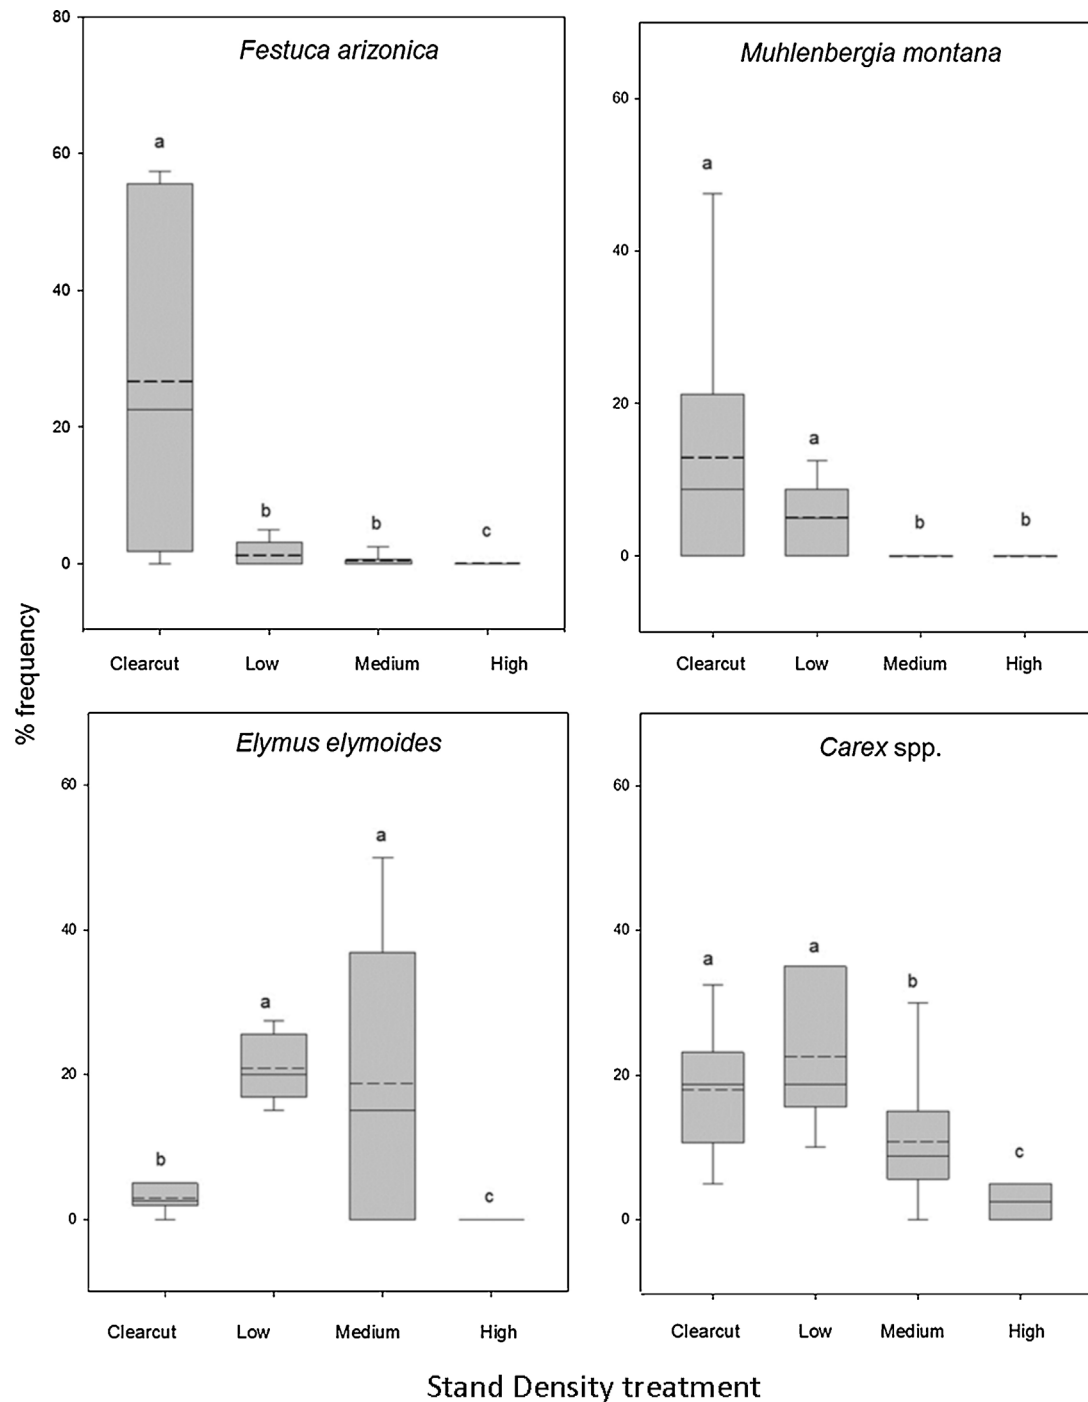 Festuca arizonica
80
60
40
20
0
a
b
b
c
Clearcut Low Medium High
Muhlenbergia montana
60
40
20
0
a
a
b
b
Clearcut Low Medium High
% frequency
Elymus elymoides
60
40
20
0
b
a
a
c
Clearcut Low Medium High
Carex spp.
60
40
20
0
a
a
b
c
Clearcut Low Medium High
Stand Density treatment